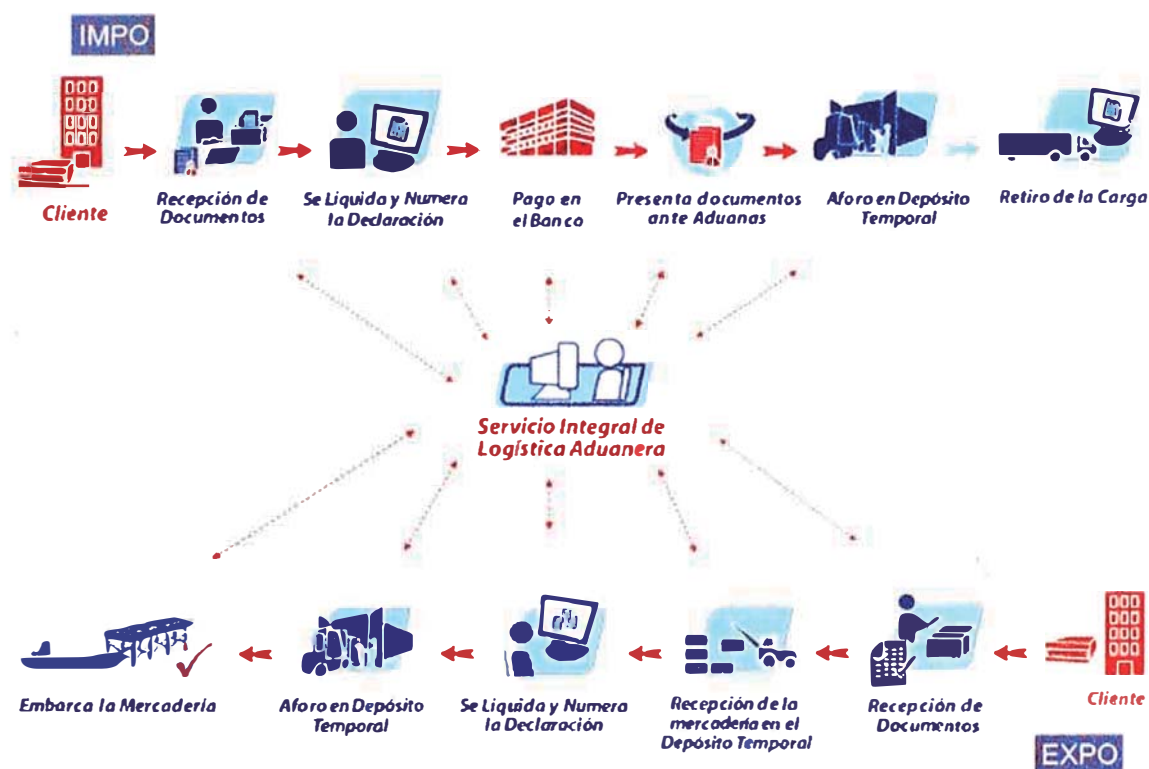 IMPO
Cliente
Recepción de
Documentos
Se Liquida y Numera
la Declaración
Pago en
el Banco
Presenta documentos
ante Aduanas
Aforo en Depósito
Temporal
Retiro de la Carga
Servicio Integral de
Logística Aduanera
Embarca la Mercadería
Aforo en Depósito
Temporal
Se Liquida y Numera
la Declaración
Recepción de la
mercadería en el
Depósito Temporal
Recepción de
Documentos
Cliente
EXPO